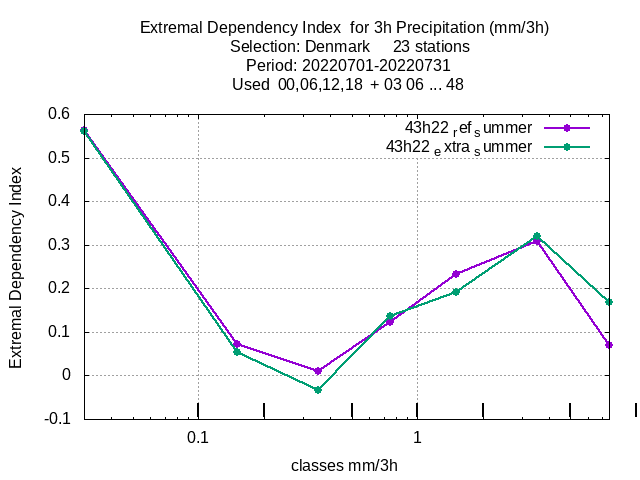 Extremal Dependency Index for 3h Precipitation (mm/3h)
Selection: Denmark 23 stations
Period: 20220701-20220731
Used 00,06,12,18 + 03 06 ... 48
43h22 ref summer
43h22 extra summer
Extremal Dependency Index
0.6
0.5
0.4
0.3
0.2
0.1
0
-0.1
0.1
1
classes mm/3h